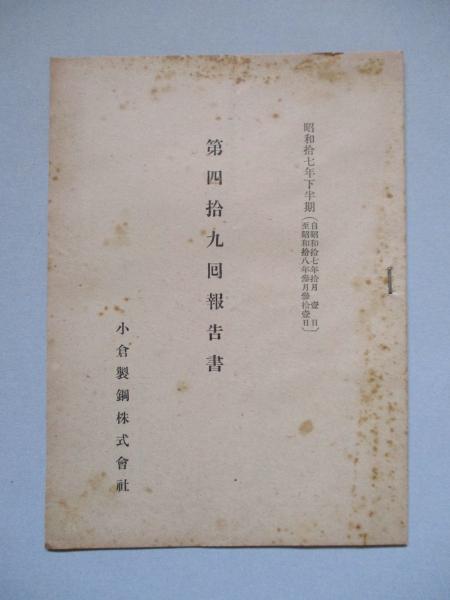 昭和拾七年下半期
自昭和拾七年拾月壹日
至昭和拾八年參月參拾壹日
第四拾九回報告書
小倉製鋼株式會社